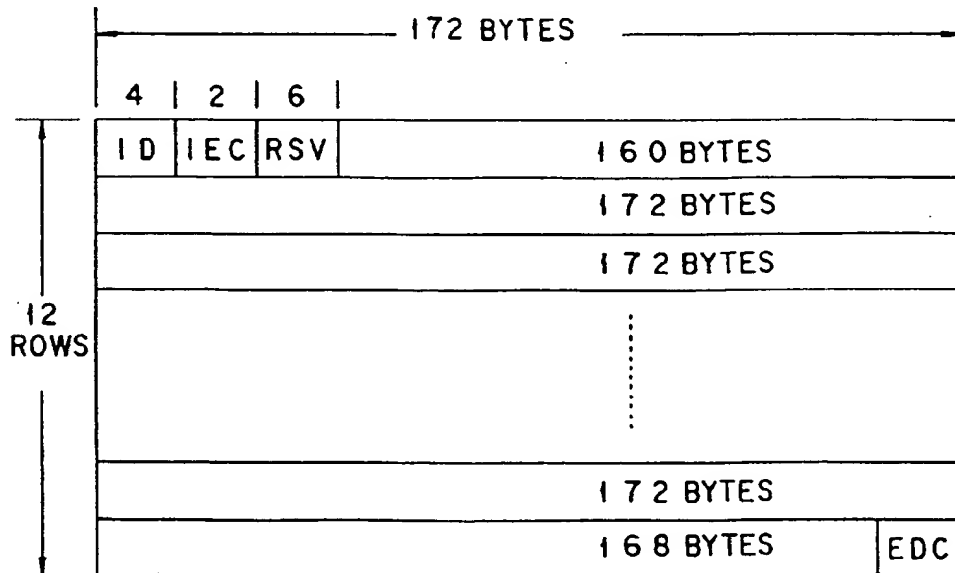 172 BYTES
4 | 2 | 6 |
ID IEC RSV 160 BYTES
172 BYTES
172 BYTES
12
ROWS
172 BYTES
168 BYTES EDC